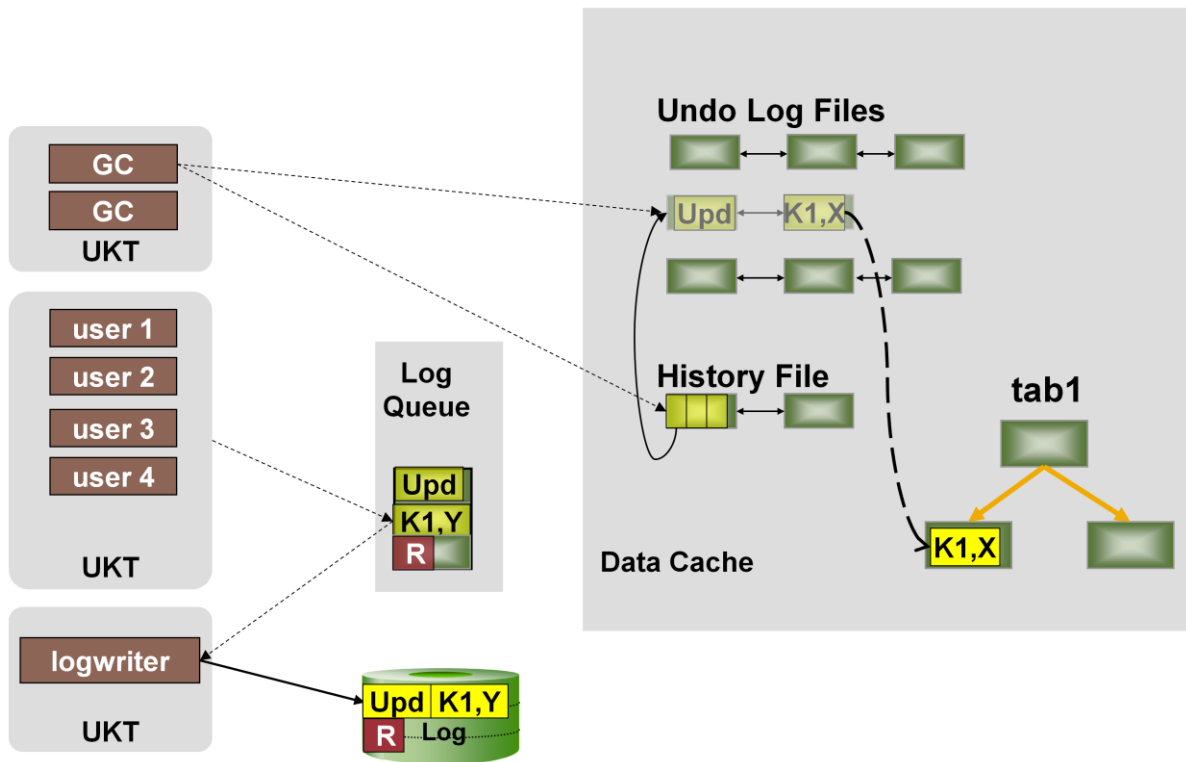 GC
GC
UKT
user 1
user 2
user 3
user 4
UKT
logwriter
UKT
Log
Queue
Upd
K1,Y
R
Upd K1,Y
R
Log
Undo Log Files
Upd
K1,X
History File
tab1
K1,X
Data Cache